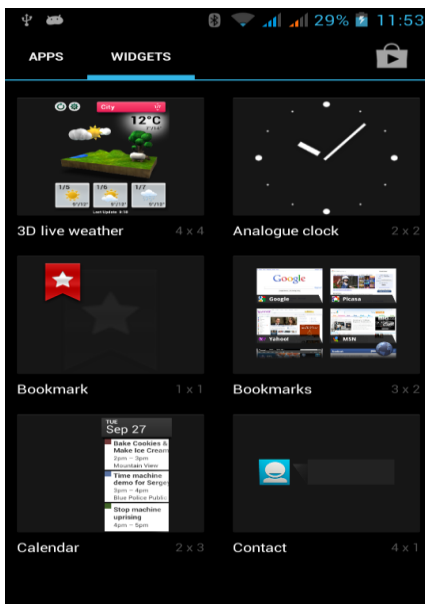 29% 11:53
APPS WIDGETS
City
12°C
1/5 1/6 1/7
3D live weather 4 x 4
Analogue clock 2 x 2
Google Picasa
Yahoo! MSN
Bookmark 1 x 1
Bookmarks 3 x 2
TUE
Sep 27
Bake Cookies &
Make Ice Cream
2pm – 3pm
Mountain View
Time machine
demo for Sergey
3pm – 4pm
Blue Police Public
Stop machine
uprising
4pm – 5pm
Calendar 2 x 3
Contact 4 x 1